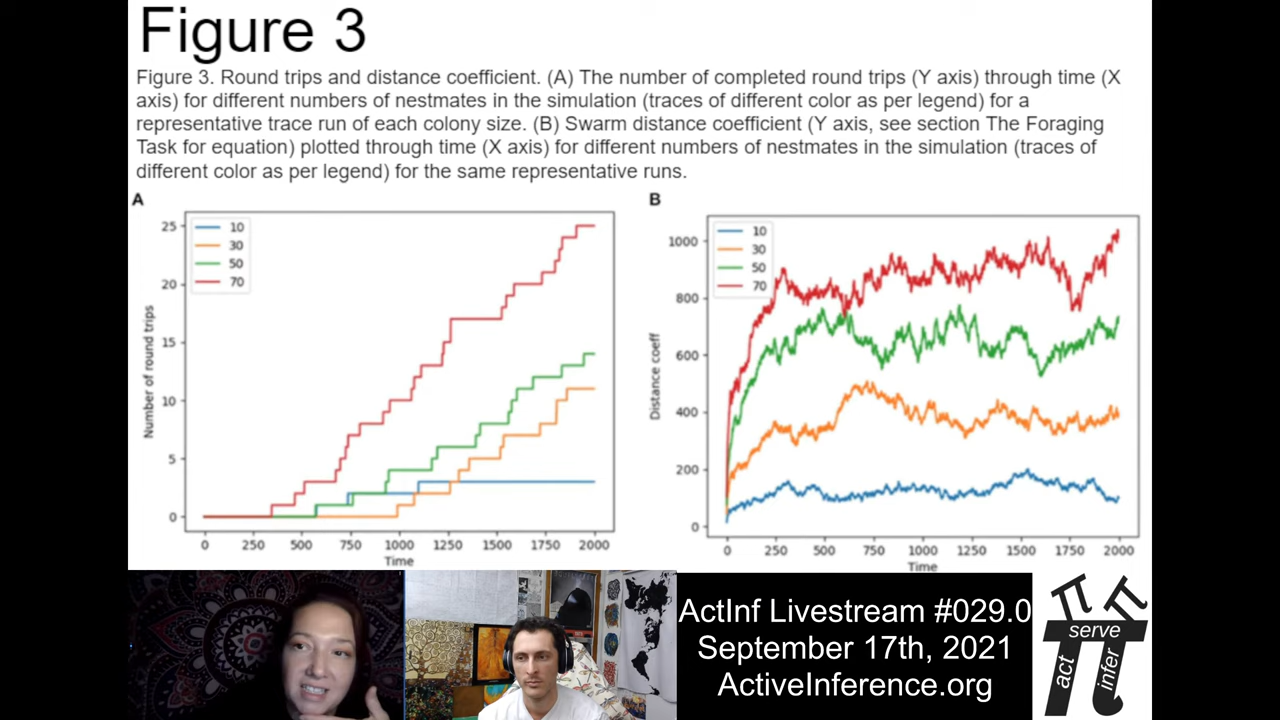 Figure 3
Figure 3. Round trips and distance coefficient. (A) The number of completed round trips (Y axis) through time (X
axis) for different numbers of nestmates in the simulation (traces of different color as per legend) for a
representative trace run of each colony size. (B) Swarm distance coefficient (Y axis, see section The Foraging
Task for equation) plotted through time (X axis) for different numbers of nestmates in the simulation (traces of
different color as per legend) for the same representative runs.
A
10
30
50
70
25
20
15
10
5
0
Number of round trips
0 250 500 750 1000 1250 1500 1750 2000
Time
B
10
30
50
70
1000
800
600
400
200
0
Distance coeff
0 250 500 750 1000 1250 1500 1750 2000
Time
ActInf Livestream #029.0
September 17th, 2021
ActiveInference.org
serve
act
infer